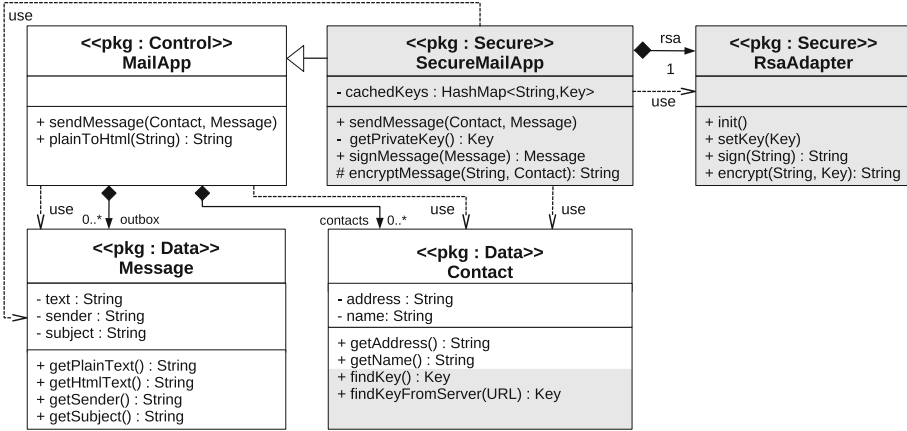 use
<<pkg : Control>>
MailApp
+ sendMessage(Contact, Message)
+ plainToHtml(String) : String
<<pkg : Secure>>
SecureMailApp
- cachedKeys : HashMap<String,Key>
+ sendMessage(Contact, Message)
- getPrivateKey() : Key
+ signMessage(Message) : Message
# encryptMessage(String, Contact): String
rsa
1
use
<<pkg : Secure>>
RsaAdapter
+ init()
+ setKey(Key)
+ sign(String) : String
+ encrypt(String, Key): String
use
0..* outbox
contacts 0..*
use
use
<<pkg : Data>>
Message
- text : String
- sender : String
- subject : String
+ getPlainText() : String
+ getHtmlText() : String
+ getSender() : String
+ getSubject() : String
<<pkg : Data>>
Contact
- address : String
- name: String
+ getAddress() : String
+ getName() : String
+ findKey() : Key
+ findKeyFromServer(URL) : Key